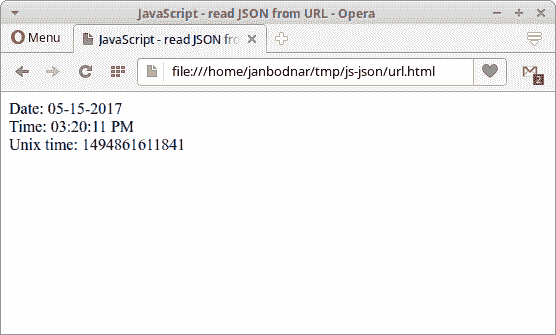 JavaScript - read JSON from URL - Opera
Menu
JavaScript - read JSON fro
file:///home/janbodnar/tmp/js-json/url.html
2
Date: 05-15-2017
Time: 03:20:11 PM
Unix time: 1494861611841